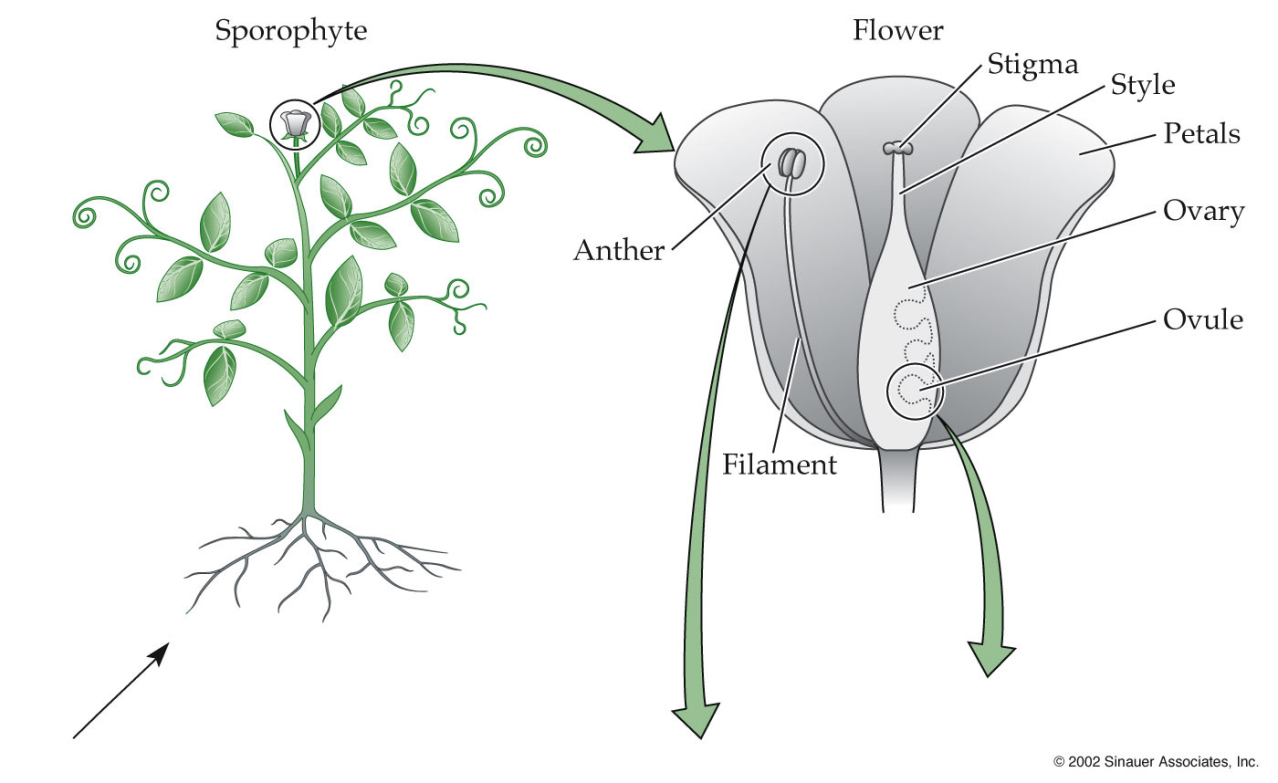 Sporophyte
Flower
Stigma
Style
Petals
Ovary
Anther
Ovule
Filament
© 2002 Sinauer Associates, Inc.